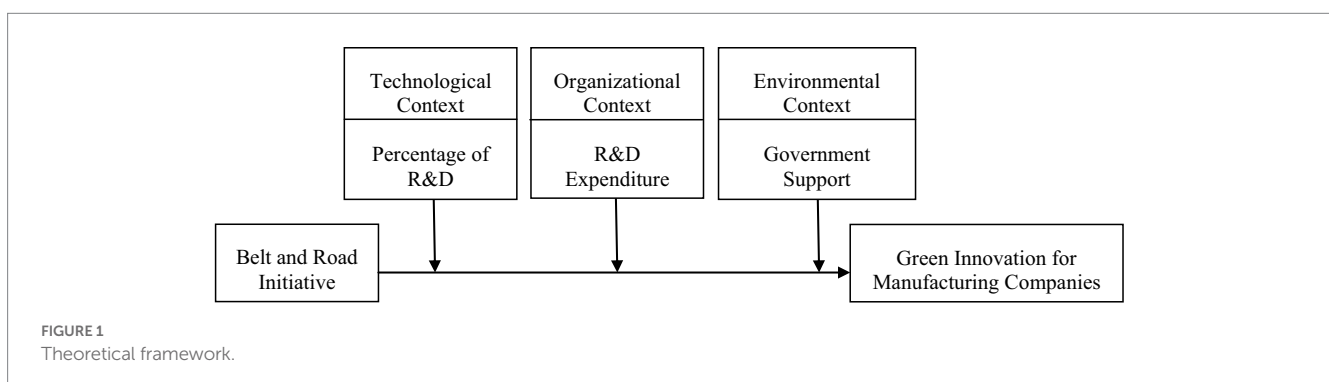 Technological
Context
Percentage of
R&D
Organizational
Context
R&D
Expenditure
Environmental
Context
Government
Support
Belt and Road
Initiative
Green Innovation for
Manufacturing Companies
FIGURE 1
Theoretical framework.